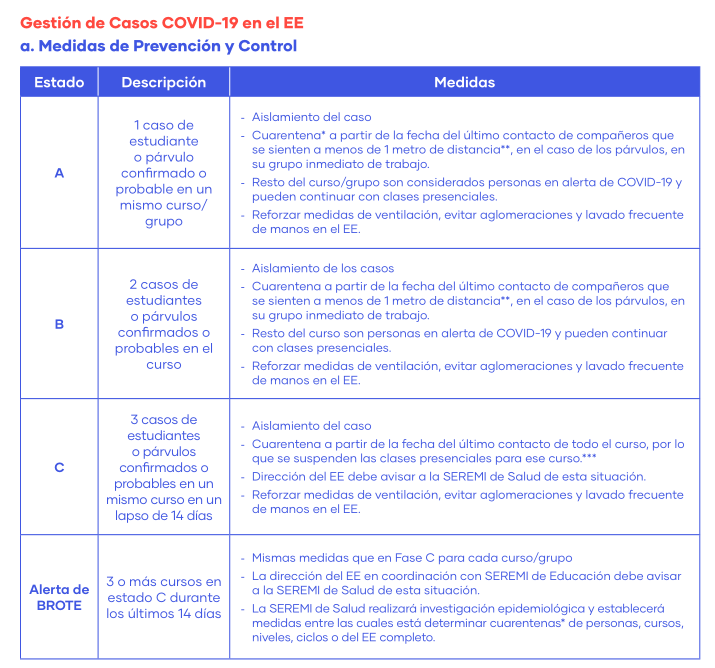 Gestión de Casos COVID-19 en el EE
a. Medidas de Prevención y Control
Estado
Descripción
Medidas
A
1 caso de
estudiante
o párvulo
confirmado o
probable en un
mismo curso/
grupo
- Aislamiento del caso
- Cuarentena* a partir de la fecha del último contacto de compañeros que
se sienten a menos de 1 metro de distancia**, en el caso de los párvulos, en
su grupo inmediato de trabajo.
- Resto del curso/grupo son considerados personas en alerta de COVID-19 y
pueden continuar con clases presenciales.
- Reforzar medidas de ventilación, evitar aglomeraciones y lavado frecuente
de manos en el EE.
B
2 casos de
estudiantes
o párvulos
confirmados o
probables en el
curso
- Aislamiento de los casos
- Cuarentena a partir de la fecha del último contacto de compañeros que
se sienten a menos de 1 metro de distancia**, en el caso de los párvulos, en
su grupo inmediato de trabajo.
- Resto del curso son personas en alerta de COVID-19 y pueden continuar
con clases presenciales.
- Reforzar medidas de ventilación, evitar aglomeraciones y lavado frecuente
de manos en el EE.
C
3 casos de
estudiantes
o párvulos
confirmados o
probables en un
mismo curso en un
lapso de 14 días
- Aislamiento del caso
- Cuarentena a partir de la fecha del último contacto de todo el curso, por lo
que se suspenden las clases presenciales para ese curso.***
- Dirección del EE debe avisar a la SEREMI de Salud de esta situación.
- Reforzar medidas de ventilación, evitar aglomeraciones y lavado frecuente
de manos en el EE.
Alerta de
BROTE
3 o más cursos en
estado C durante
los últimos 14 días
- Mismas medidas que en Fase C para cada curso/grupo
- La dirección del EE en coordinación con SEREMI de Educación debe avisar
a la SEREMI de Salud de esta situación.
- La SEREMI de Salud realizará investigación epidemiológica y establecerá
medidas entre las cuales está determinar cuarentenas* de personas, cursos,
niveles, ciclos o del EE completo.